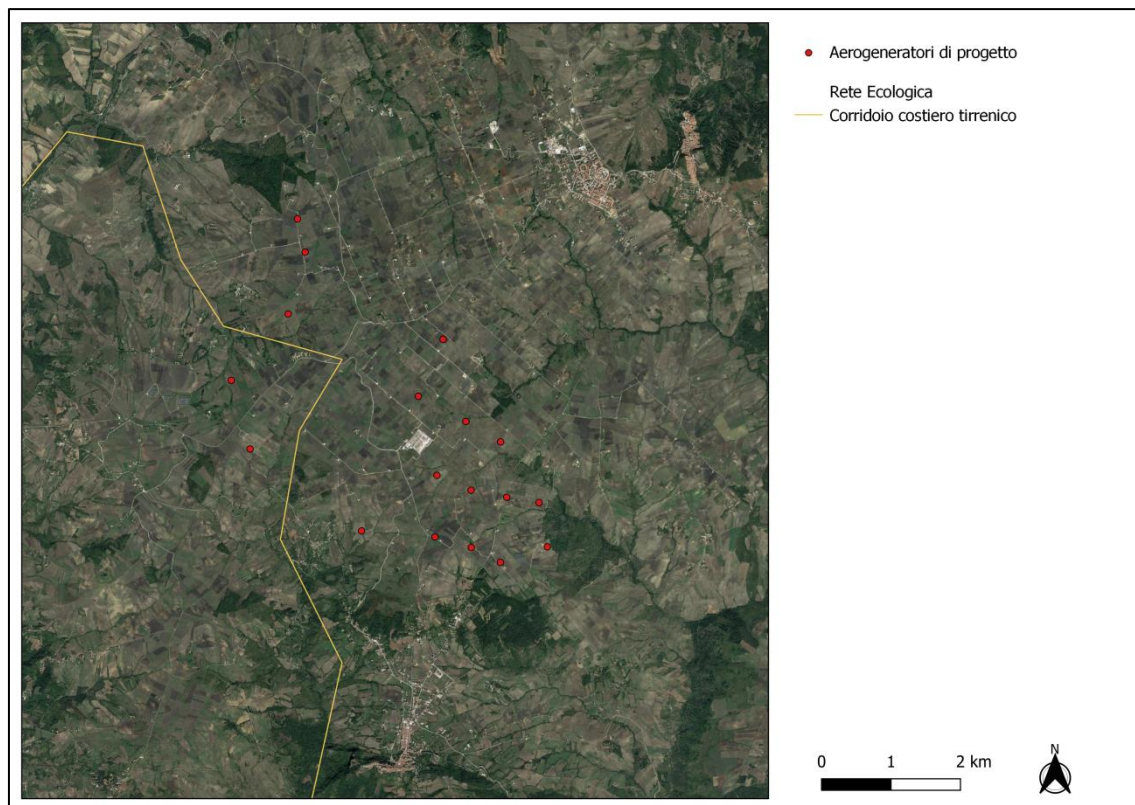 Aerogeneratori di progetto
Rete Ecologica
Corridoio costiero tirrenico
0 1 2 km
N